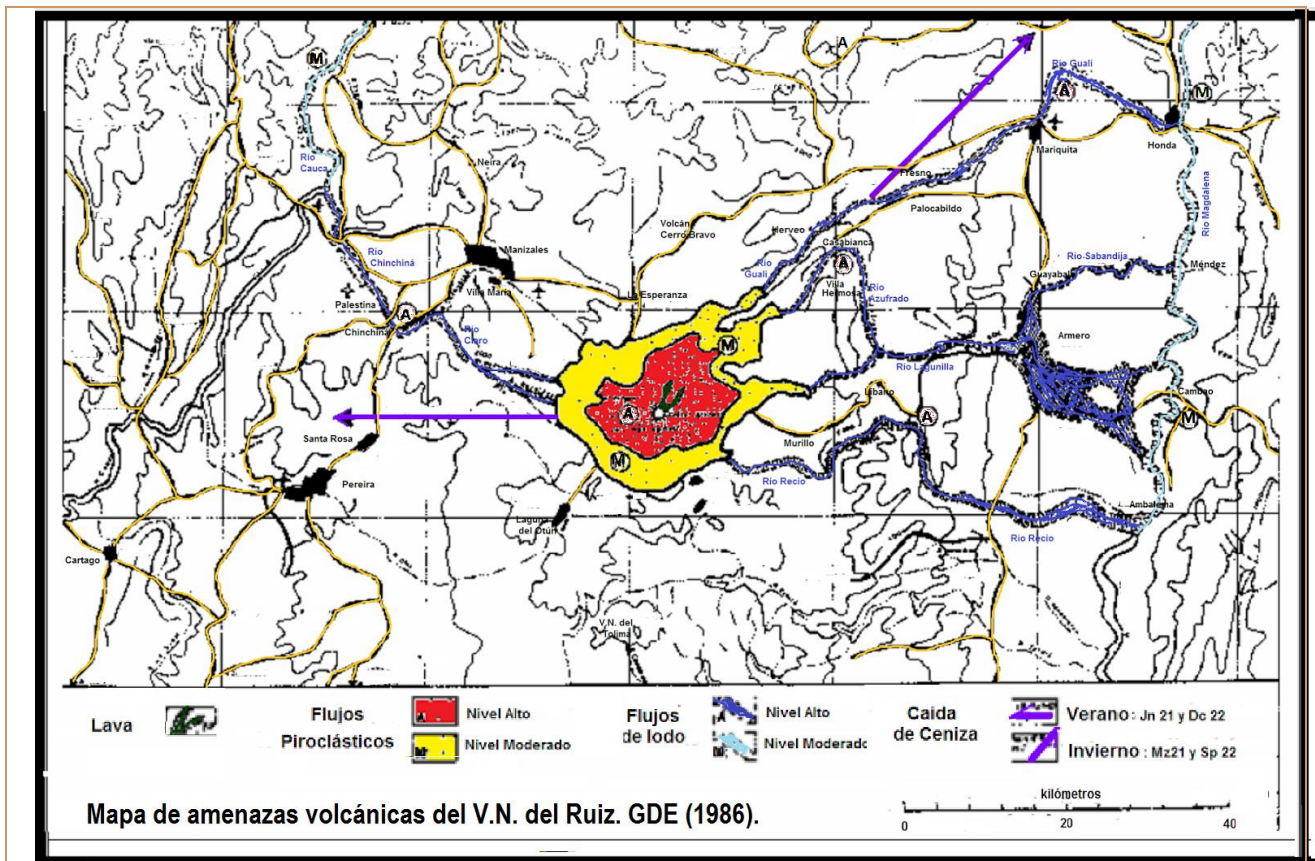 M
A
Río Gualí
A
M
Río
Cauca
Neira
Mariquita
Honda
Fresno
Río Magdalena
Palocabildo
Volcán
Cerro Bravo
Herveo
Casabianca
Río
Chinchiná
Manizales
Río
Gualí
A
Villa
Hermosa
Río
Azufrado
Río Sabandija
Méndez
Guayabal
Villa María
La Esperanza
Palestina
A
Chinchiná
Río
Claro
Armero
M
Río Lagunilla
Líbano
Cambao
A
A
M
Santa Rosa
Murillo
M
Pereira
Río Recio
Laguna
del Otún
Ambalema
Río Recio
Cartago
V.N. del
Tolima
Lava
Flujos
Piroclásticos
A
Nivel Alto
M
Nivel Moderado
Flujos
de lodo
A
Nivel Alto
M
Nivel Moderado
Caida
de Ceniza
Verano: Jn 21 y Dc 22
Invierno : Mz21 y Sp 22
kilómetros
0 20 40
Mapa de amenazas volcánicas del V.N. del Ruiz. GDE (1986).